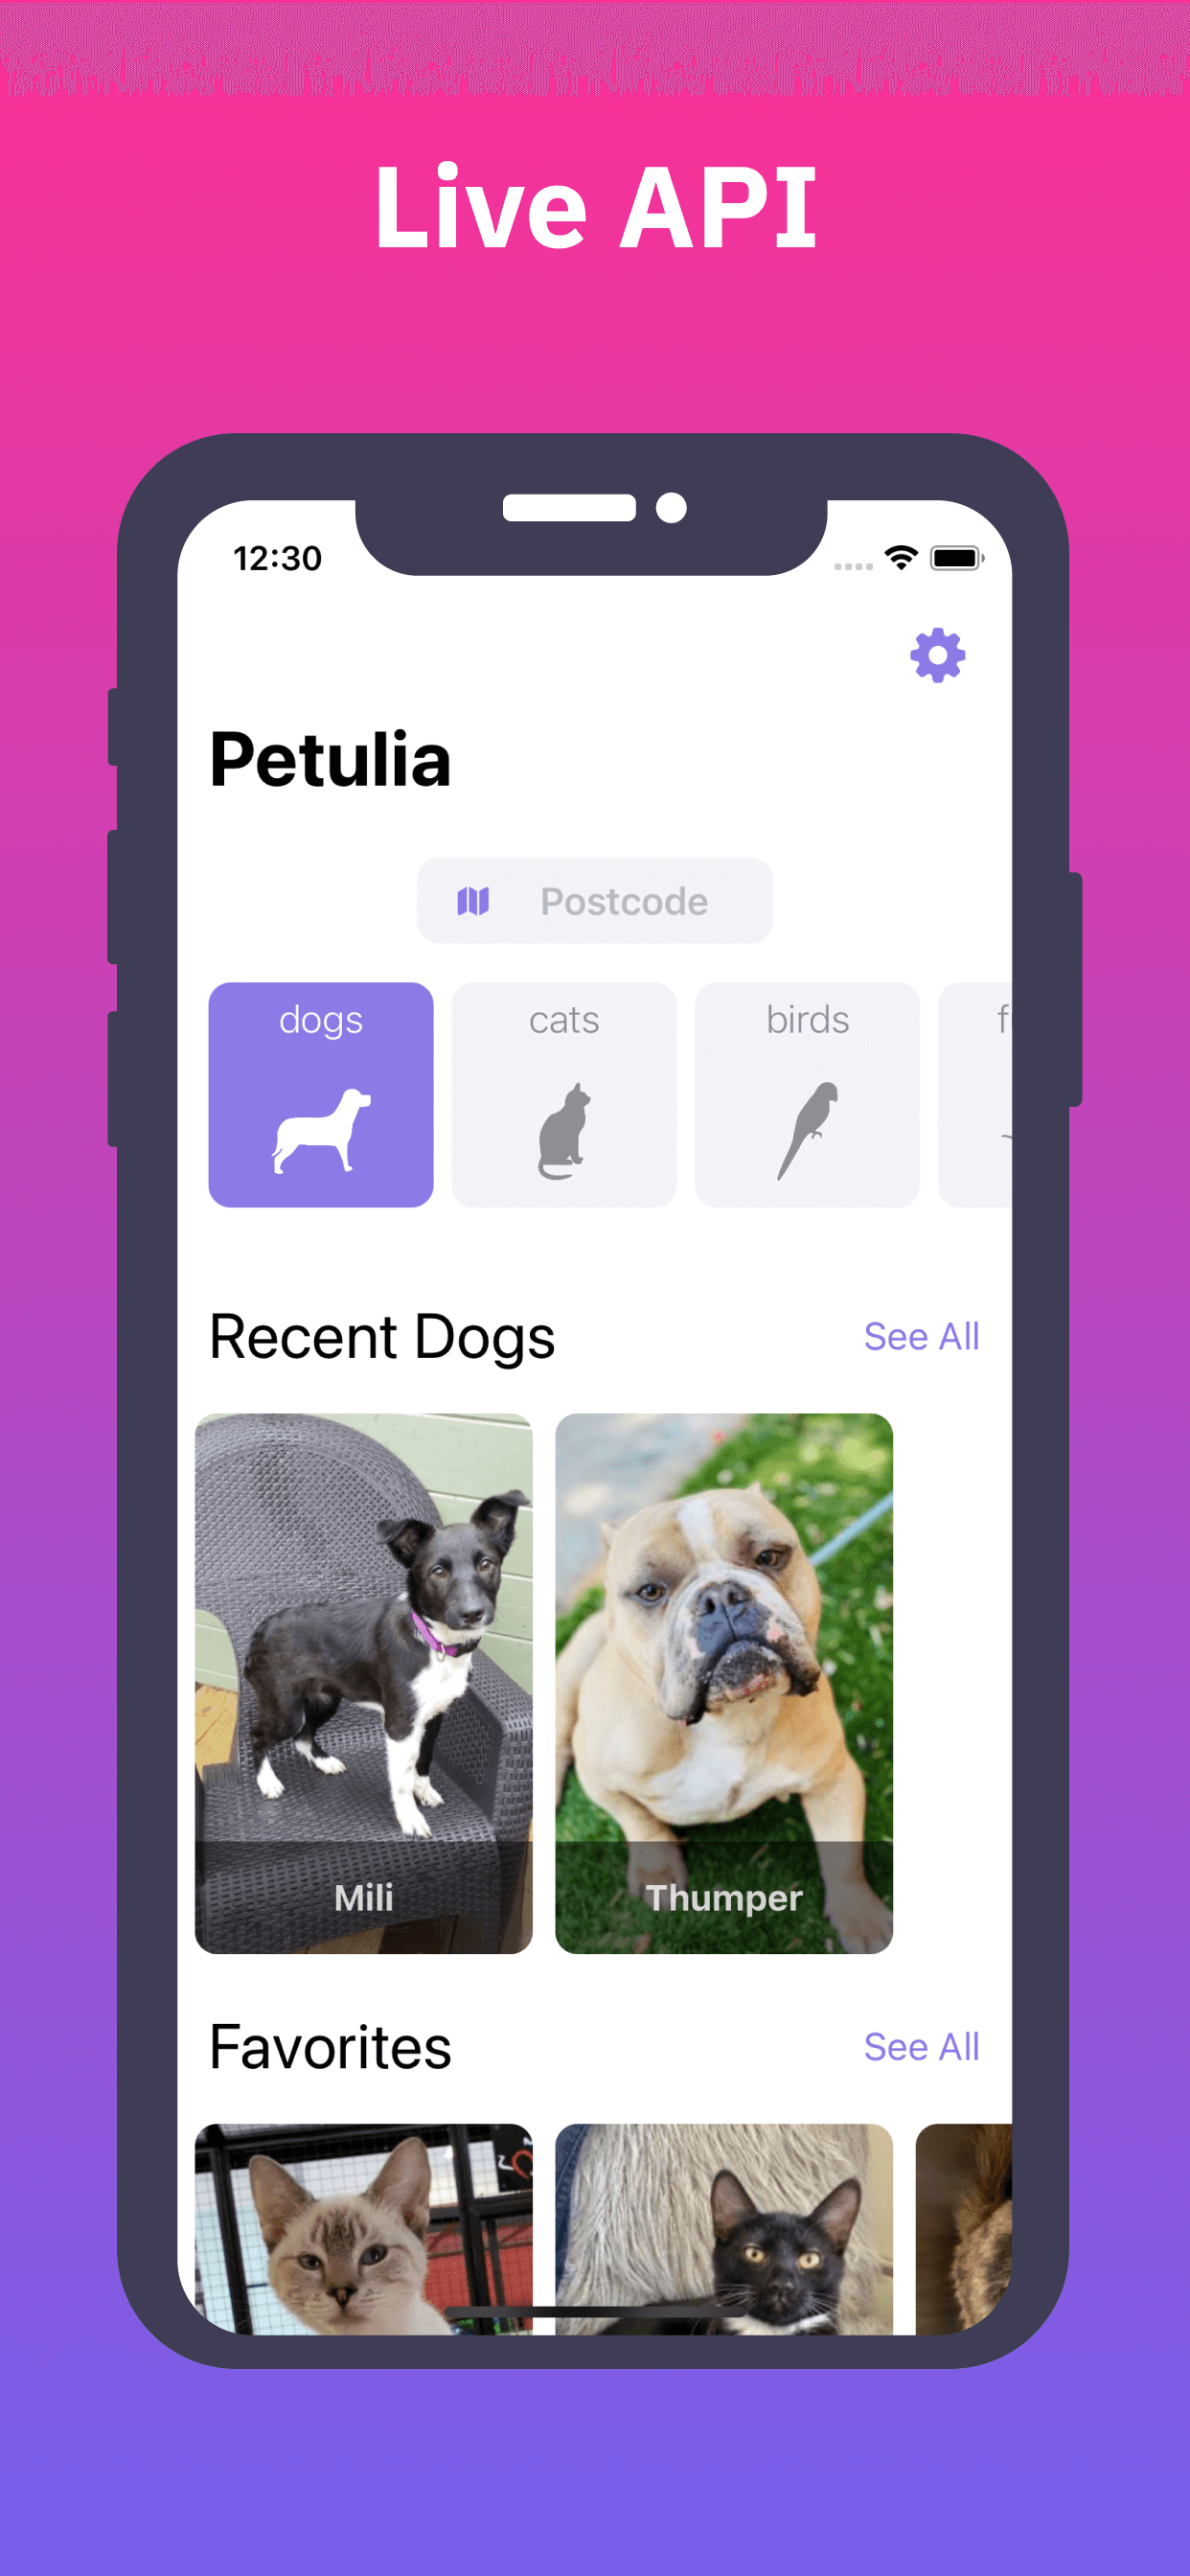 Live API
12:30
Petulia
Postcode
dogs cats birds f
Recent Dogs See All
Mili Thumper
Favorites See All